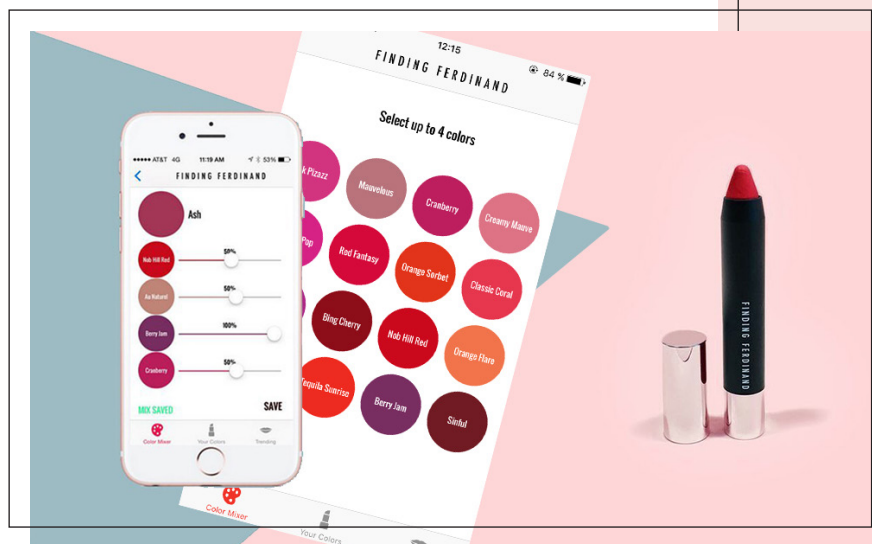 AT&T 4G 11:19 AM 53%
FINDING FERDINAND
Ash
50%
Nob Hill Red
50%
Au Naturel
100%
Berry Jam
50%
Cranberry
MIX SAVED SAVE
Color Mixer Your Colors Trending
12:15
84 %
FINDING FERDINAND
Select up to 4 colors
k Pizazz
Mauvelous
Cranberry
Creamy Mauve
Pop
Red Fantasy
Orange Sorbet
Classic Coral
Bing Cherry
Nob Hill Red
Orange Flare
Tequila Sunrise
Berry Jam
Sinful
Color Mixer
Your Colors
FINDING FERDINAND